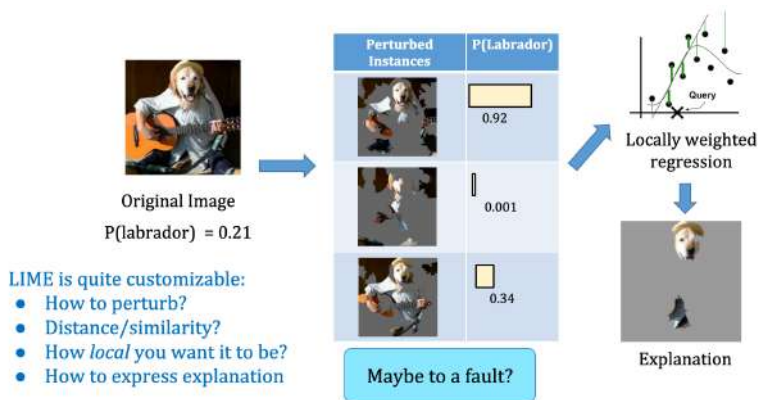 Original Image
P(labrador) = 0.21
LIME is quite customizable:
● How to perturb?
● Distance/similarity?
● How local you want it to be?
● How to express explanation
Perturbed
Instances
P(Labrador)
0.92
0.001
0.34
Maybe to a fault?
Query
Locally weighted
regression
Explanation